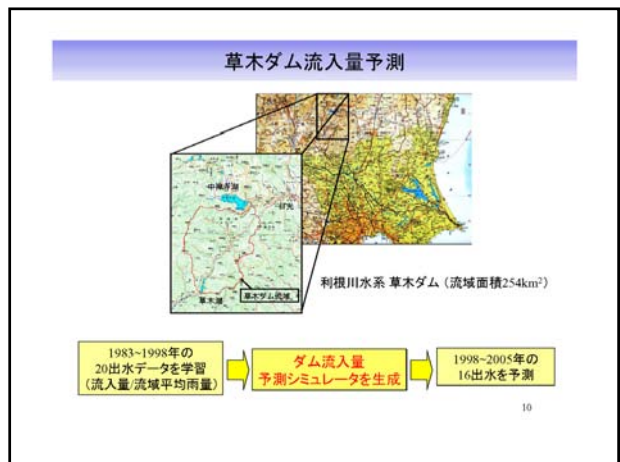 草木ダム流入量予測
中禅寺湖
日光
草木ダム流域
草木湖
利根川水系 草木ダム（流域面積254km²）
1983~1998年の
20出水データを学習
（流入量/流域平均雨量）
ダム流入量
予測シミュレータを生成
1998~2005年の
16出水を予測
10